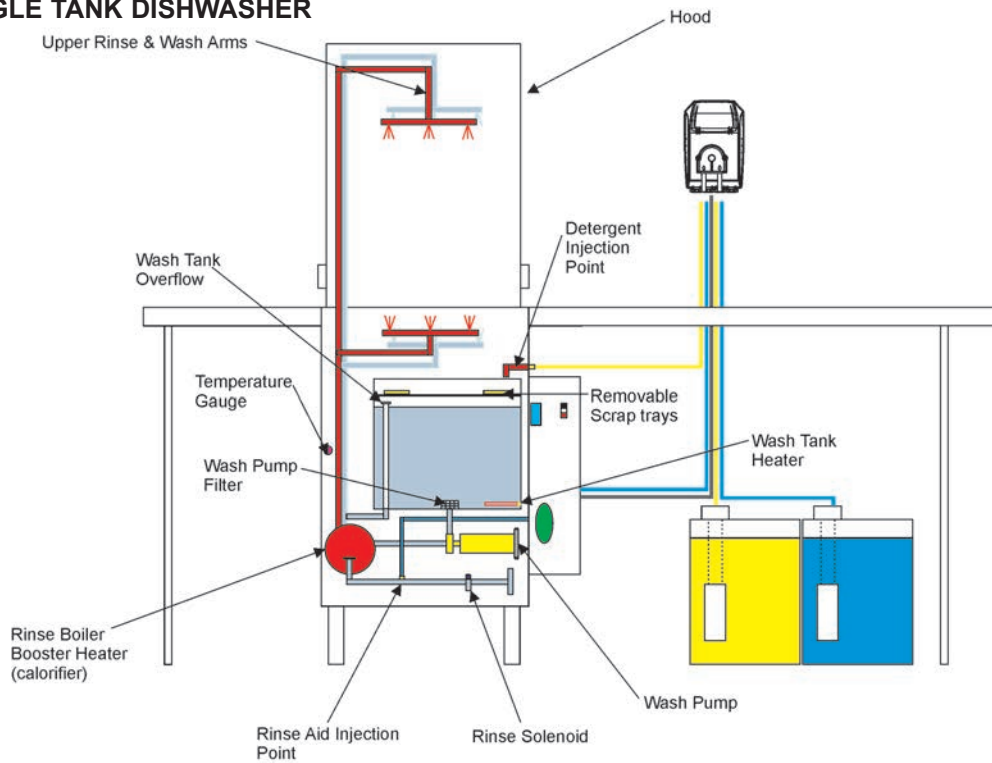 GLE TANK DISHWASHER
Hood
Upper Rinse & Wash Arms
Detergent
Injection
Point
Wash Tank
Overflow
Temperature
Gauge
Removable
Scrap trays
Wash Tank
Heater
Wash Pump
Filter
Rinse Boiler
Booster Heater
(calorifier)
Wash Pump
Rinse Aid Injection
Point
Rinse Solenoid